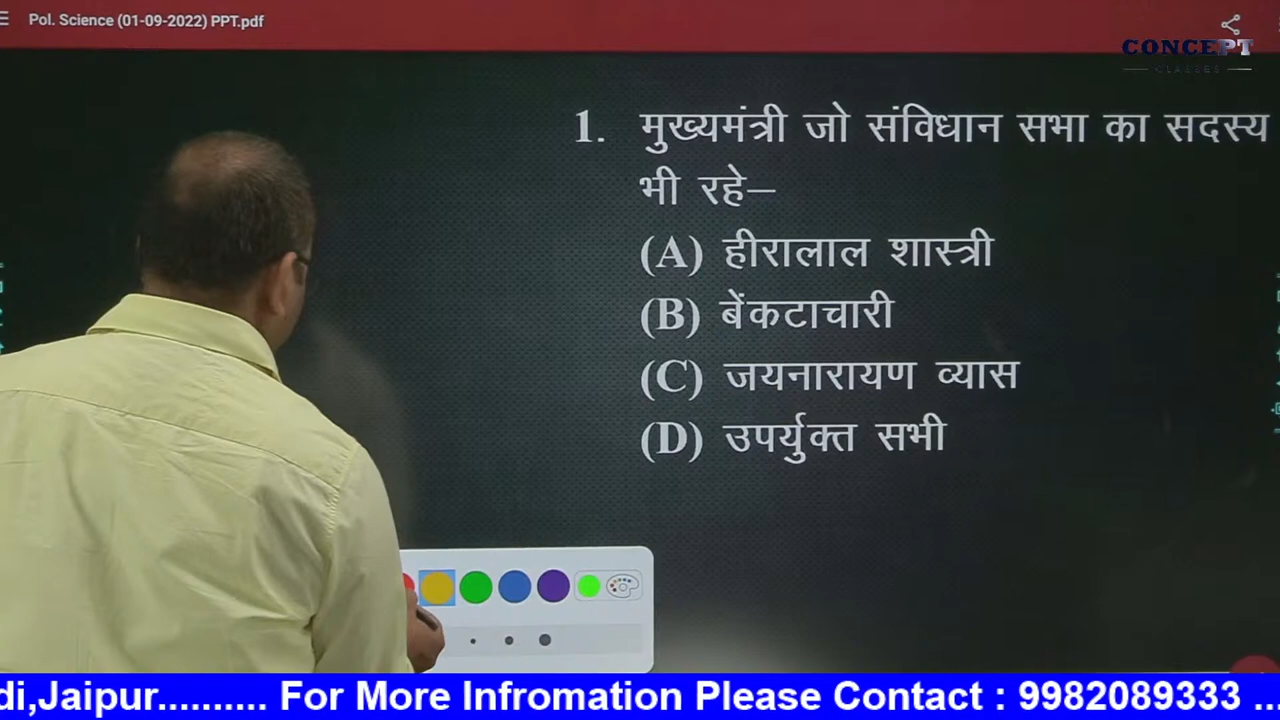 Pol. Science (01-09-2022) PPT.pdf
CONCEPT
CLASSES
1. मुख्यमंत्री जो संविधान सभा का सदस्य
भी रहे–
(A) हीरालाल शास्त्री
(B) बेंकटाचारी
(C) जयनारायण व्यास
(D) उपर्युक्त सभी
di,Jaipur.......... For More Infromation Please Contact : 9982089333 ...